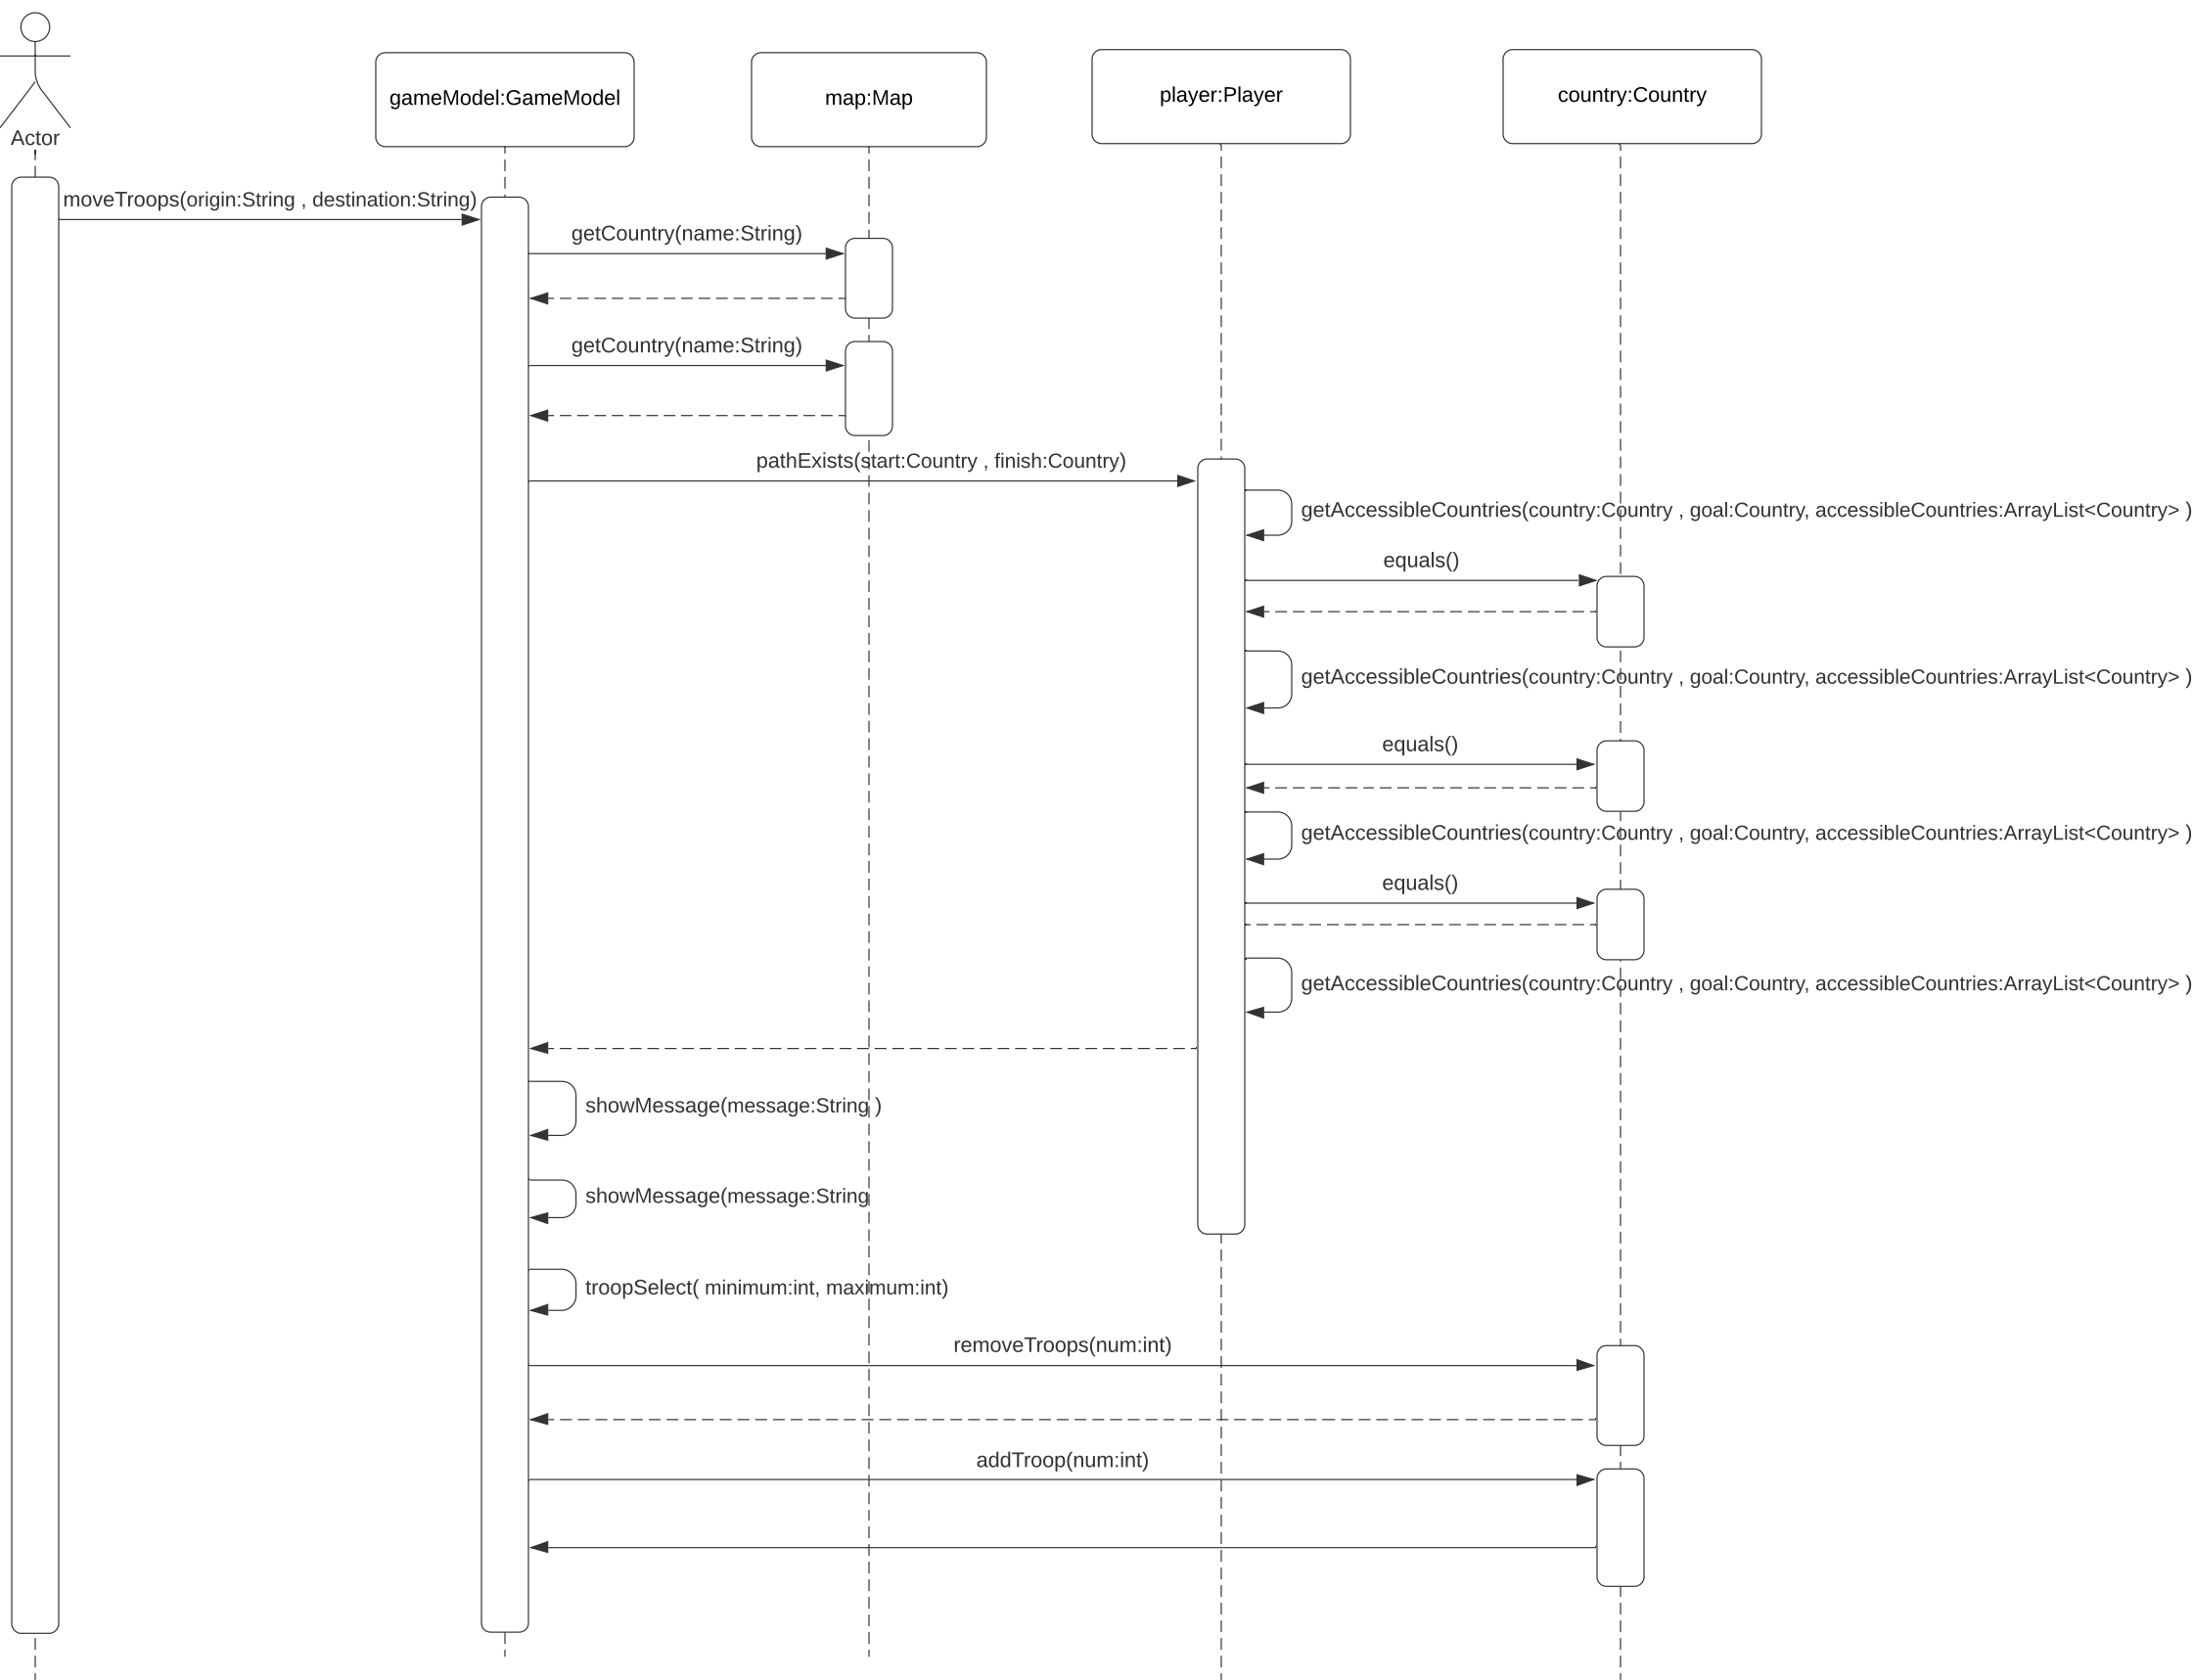 Actor
gameModel:GameModel
map:Map
player:Player
country:Country
moveTroops(origin:String , destination:String)
getCountry(name:String)
getCountry(name:String)
pathExists(start:Country , finish:Country)
getAccessibleCountries(country:Country , goal:Country, accessibleCountries:ArrayList<Country> )
equals()
getAccessibleCountries(country:Country , goal:Country, accessibleCountries:ArrayList<Country> )
equals()
getAccessibleCountries(country:Country , goal:Country, accessibleCountries:ArrayList<Country> )
equals()
getAccessibleCountries(country:Country , goal:Country, accessibleCountries:ArrayList<Country> )
showMessage(message:String )
showMessage(message:String
troopSelect( minimum:int, maximum:int)
removeTroops(num:int)
addTroop(num:int)